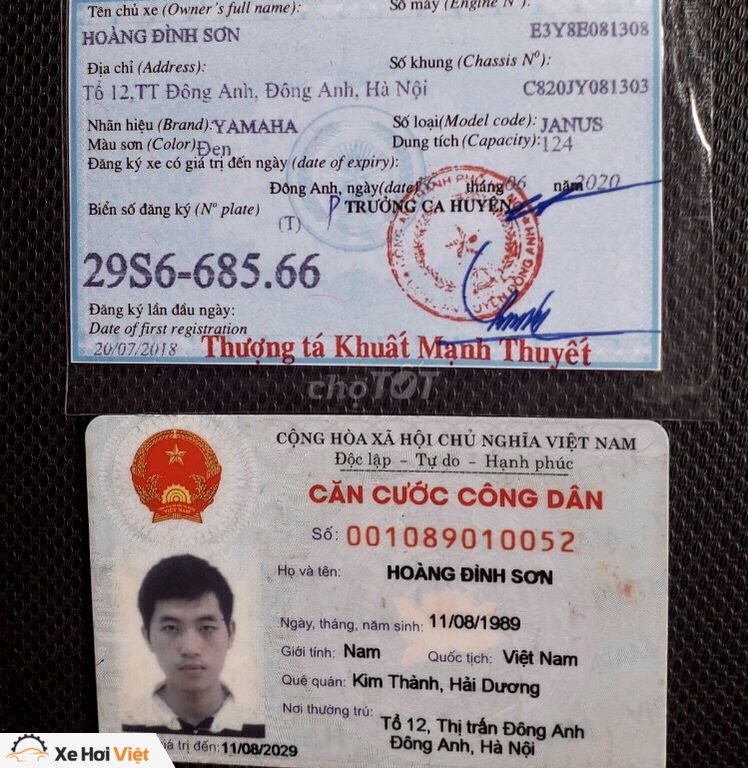 Tên chủ xe (Owner's full name): Số máy (Engine Nº):
HOÀNG ĐÌNH SƠN E3Y8E081308
Địa chỉ (Address): Số khung (Chassis Nº):
Tổ 12,TT Đông Anh, Đông Anh, Hà Nội C820JY081303
Nhãn hiệu (Brand): YAMAHA Số loại(Model code): JANUS
Màu sơn (Color) Đen Dung tích (Capacity): 124
Đăng ký xe có giá trị đến ngày (date of expiry):
Đông Anh, ngày(date) tháng 06 năm 2020
Biển số đăng ký (Nº plate) (T) TRƯỞNG CA HUYỆN
29S6-685.66
Đăng ký lần đầu ngày:
Date of first registration
20/07/2018 Thượng tá Khuất Mạnh Thuyết
chợTỐT
CỘNG HÒA XÃ HỘI CHỦ NGHĨA VIỆT NAM
Độc lập - Tự do - Hạnh phúc
CĂN CƯỚC CÔNG DÂN
VIỆT NAM
Số: 001089010052
Họ và tên: HOÀNG ĐÌNH SƠN
Ngày, tháng, năm sinh: 11/08/1989
Giới tính: Nam Quốc tịch: Việt Nam
Quê quán: Kim Thành, Hải Dương
Nơi thường trú: Tổ 12, Thị trấn Đông Anh
Đông Anh, Hà Nội
giá trị đến: 11/08/2029
Xe Hơi Việt